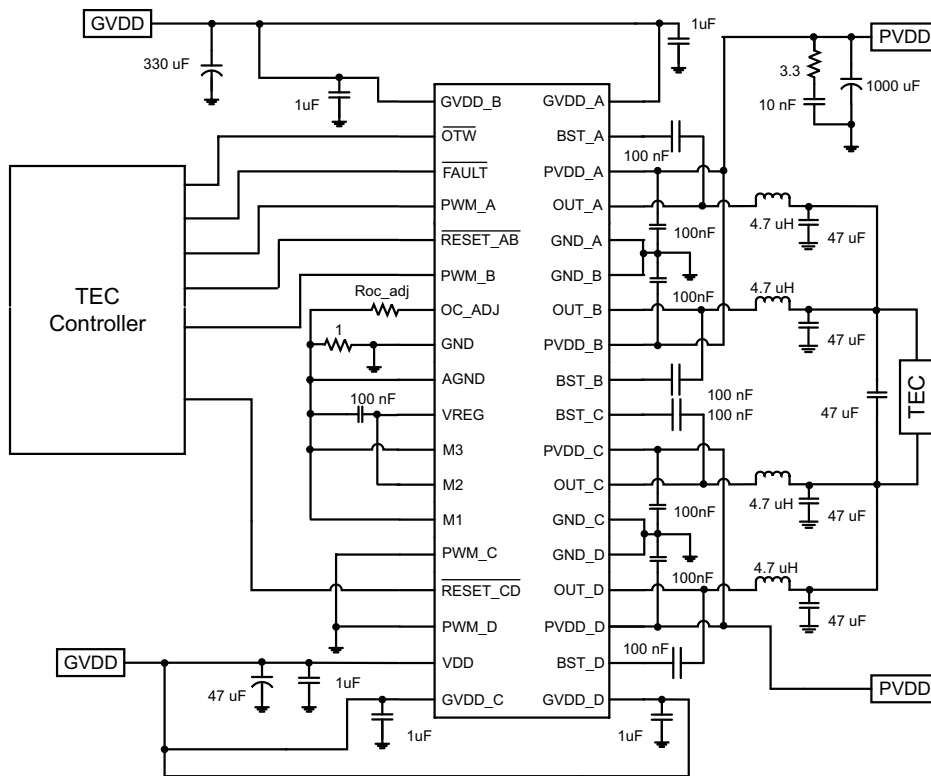 GVDD
330 uF
1uF
1uF
PVDD
3.3
10 nF
1000 uF
TEC
Controller
GVDD_B
OTW
FAULT
PWM_A
RESET_AB
PWM_B
OC_ADJ
GND
AGND
VREG
M3
M2
M1
PWM_C
RESET_CD
PWM_D
VDD
GVDD_C
GVDD_A
BST_A
PVDD_A
OUT_A
GND_A
GND_B
OUT_B
PVDD_B
BST_B
BST_C
PVDD_C
OUT_C
GND_C
GND_D
OUT_D
PVDD_D
BST_D
GVDD_D
Roc_adj
1
100 nF
100 nF
100nF
100nF
100 nF
100 nF
100nF
100nF
100 nF
4.7 uH
47 uF
4.7 uH
47 uF
47 uF
TEC
4.7 uH
47 uF
4.7 uH
47 uF
GVDD
47 uF
1uF
1uF
1uF
PVDD